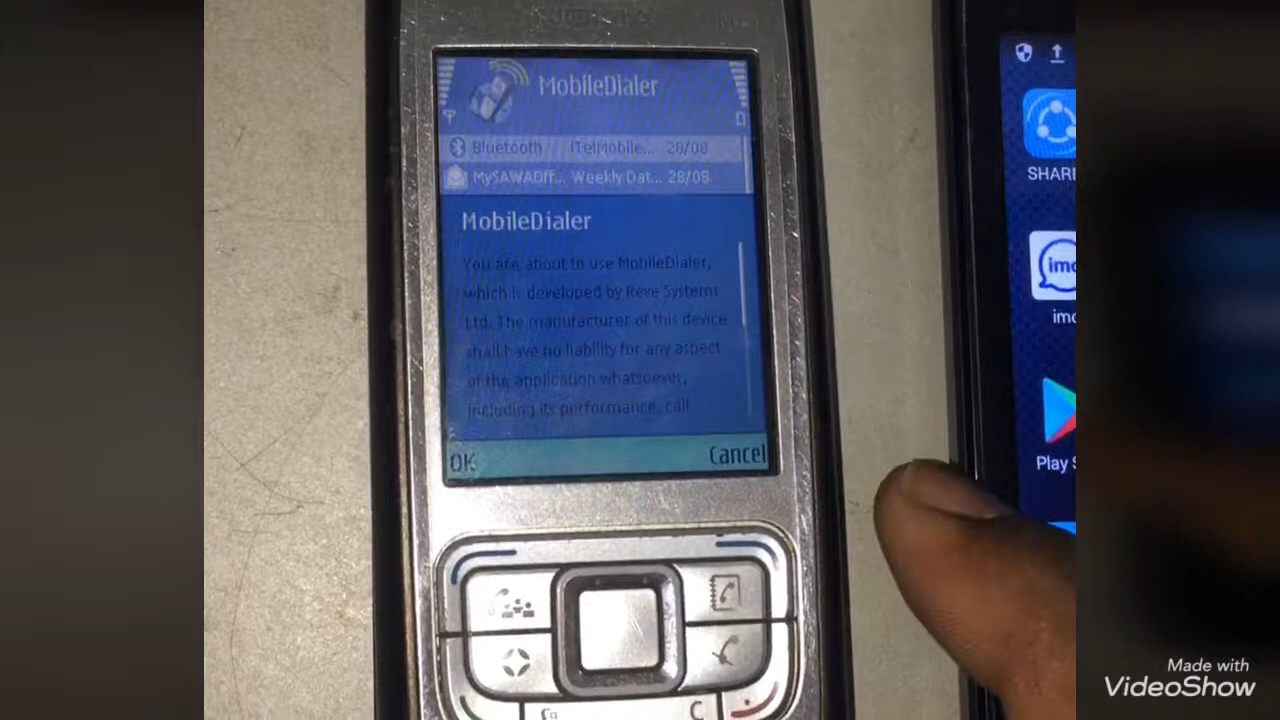 MobileDialer
Bluetooth iTelMobile... 28/08
MySAWADff... Weekly Dat... 28/08
MobileDialer
You are about to use MobileDialer,
which is developed by Reve Systems
Ltd. The manufacturer of this device
shall have no liability for any aspect
of the application whatsoever,
including its performance, call
OK Cancel
C
SHARE
imo
imo
Play S
Made with
VideoShow